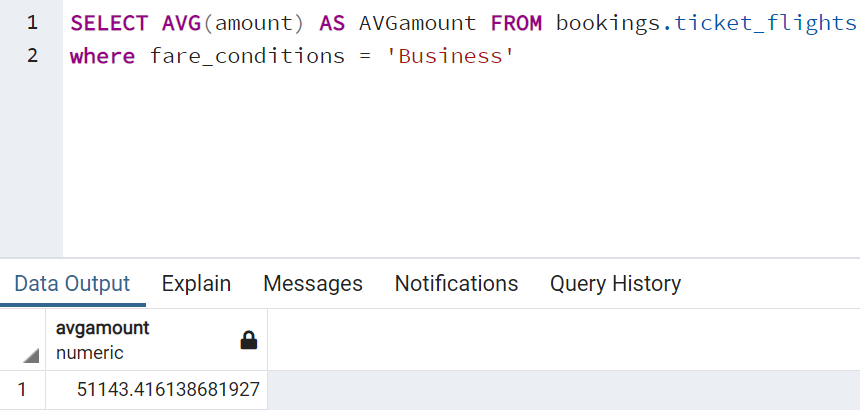 1 SELECT AVG(amount) AS AVGamount FROM bookings.ticket_flights
2 where fare_conditions = 'Business'
Data Output Explain Messages Notifications Query History
avgamount
numeric
1 51143.416138681927